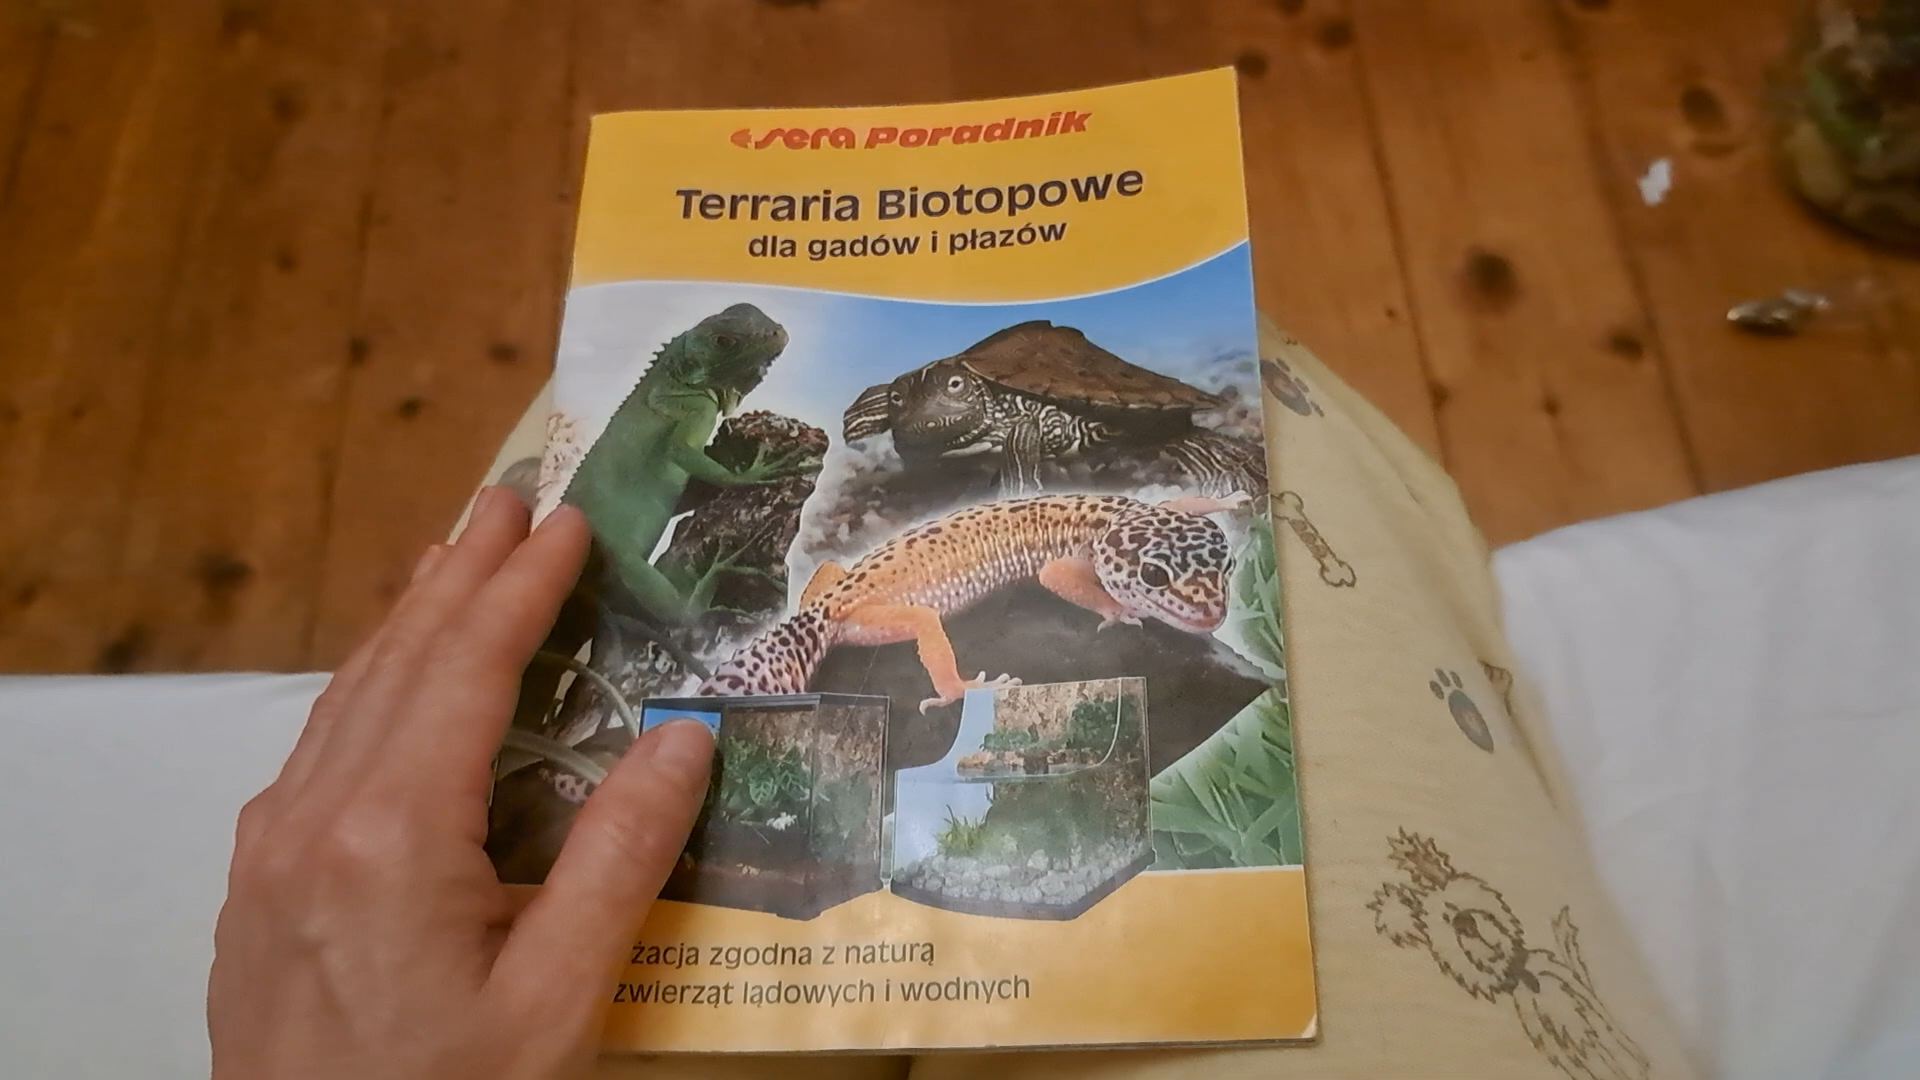 sera Poradnik
Terraria Biotopowe
dla gadów i płazów
żacja zgodna z naturą
zwierząt lądowych i wodnych